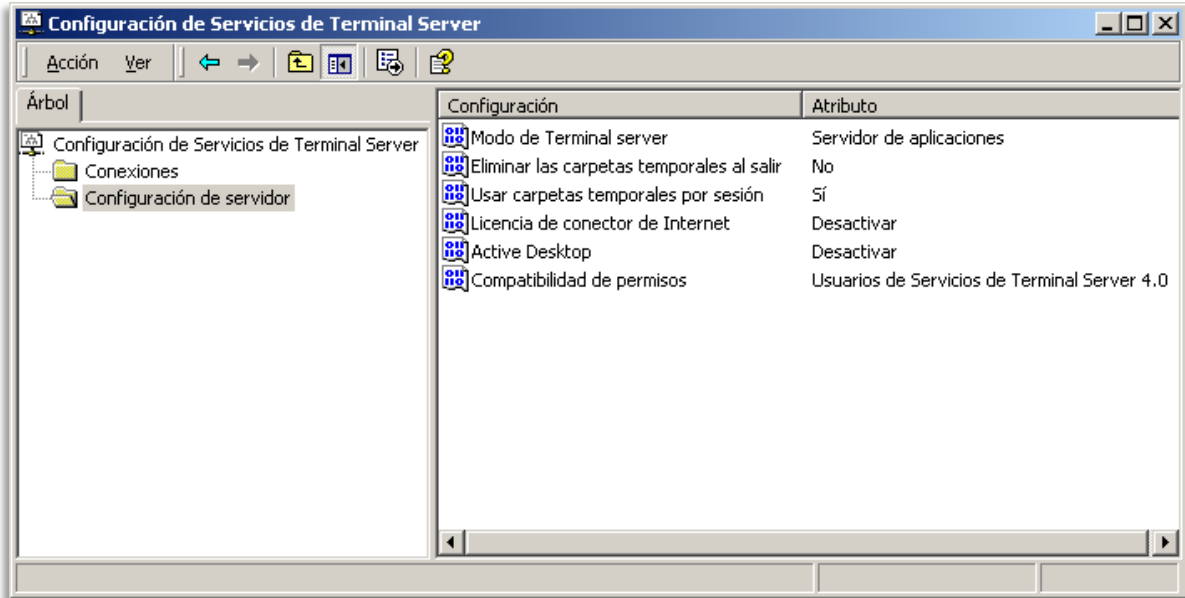 Configuración de Servicios de Terminal Server
Acción Ver
Árbol
Configuración de Servicios de Terminal Server
Conexiones
Configuración de servidor
Configuración Atributo
Modo de Terminal server Servidor de aplicaciones
Eliminar las carpetas temporales al salir No
Usar carpetas temporales por sesión Sí
Licencia de conector de Internet Desactivar
Active Desktop Desactivar
Compatibilidad de permisos Usuarios de Servicios de Terminal Server 4.0